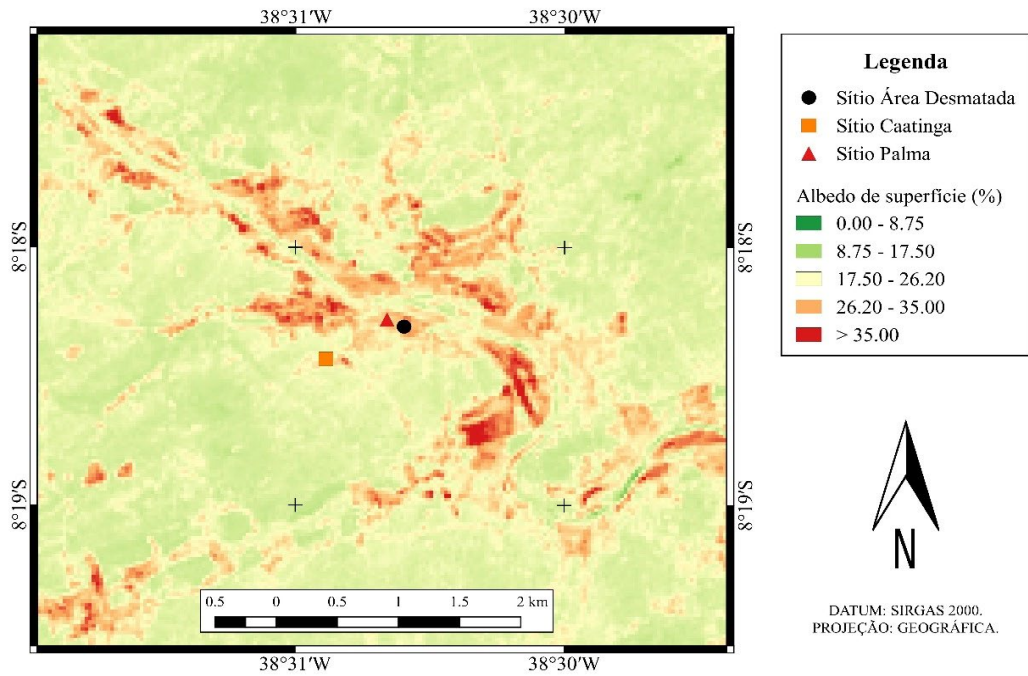 38°31′W 38°30′W
8°18′S 8°18′S
8°19′S 8°19′S
0.5 0 0.5 1 1.5 2 km
38°31′W 38°30′W
Legenda
Sítio Área Desmatada
Sítio Caatinga
Sítio Palma
Albedo de superfície (%)
0.00 - 8.75
8.75 - 17.50
17.50 - 26.20
26.20 - 35.00
> 35.00
N
DATUM: SIRGAS 2000.
PROJEÇÃO: GEOGRÁFICA.